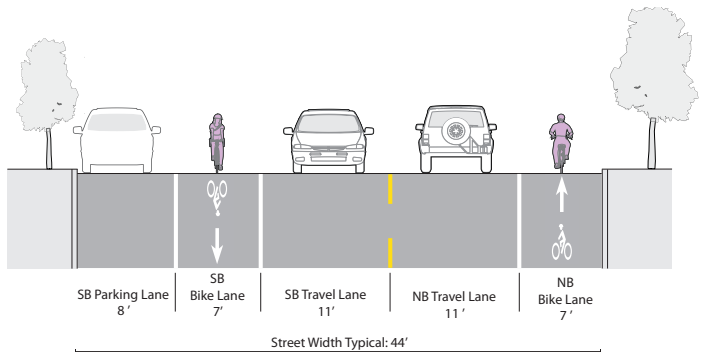 SB Parking Lane
8 ’
SB
Bike Lane
7’
SB Travel Lane
11’
NB Travel Lane
11 ’
NB
Bike Lane
7 ’
Street Width Typical: 44’